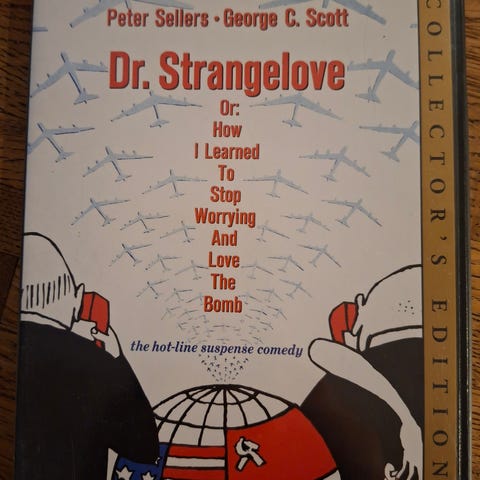 Peter Sellers • George C. Scott
Dr. Strangelove
Or:
How
I Learned
To
Stop
Worrying
And
Love
The
Bomb
the hot-line suspense comedy
COLLECTOR'S EDITION